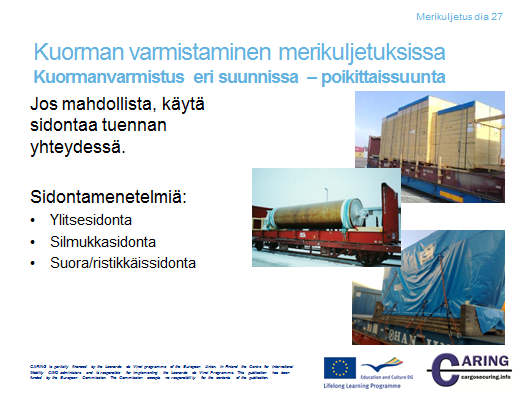 Merikuljetus dia 27
Kuorman varmistaminen merikuljetuksissa
Kuormanvarmistus eri suunnissa – poikittaissuunta
Jos mahdollista, käytä
sidontaa tuennan
yhteydessä.
Sidontamenetelmiä:
• Ylitsesidonta
• Silmukkasidonta
• Suora/ristikkäissidonta
CARING is partially financed by the Leonardo da Vinci programme of the European Union. In Finland the Centre for International
Mobility CIMO administers and is responsible for implementing the Leonardo da Vinci Programme. This publication has been
funded by the European Commission. The Commission accepts no responsibility for the contents of the publication.
Education and Culture DG
Lifelong Learning Programme
CARING
cargosecuring.info